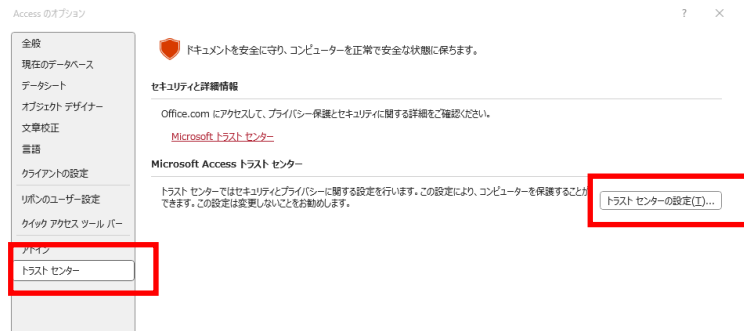 Access のオプション
? ×
全般
現在のデータベース
データシート
オブジェクト デザイナー
文章校正
言語
クライアントの設定
リボンのユーザー設定
クイック アクセス ツール バー
アドイン
トラスト センター
ドキュメントを安全に守り、コンピューターを正常で安全な状態に保ちます。
セキュリティと詳細情報
Office.com にアクセスして、プライバシー保護とセキュリティに関する詳細をご確認ください。
Microsoft トラスト センター
Microsoft Access トラスト センター
トラスト センターではセキュリティとプライバシーに関する設定を行います。この設定により、コンピューターを保護することが
できます。この設定は変更しないことをお勧めします。
トラスト センターの設定(T)...